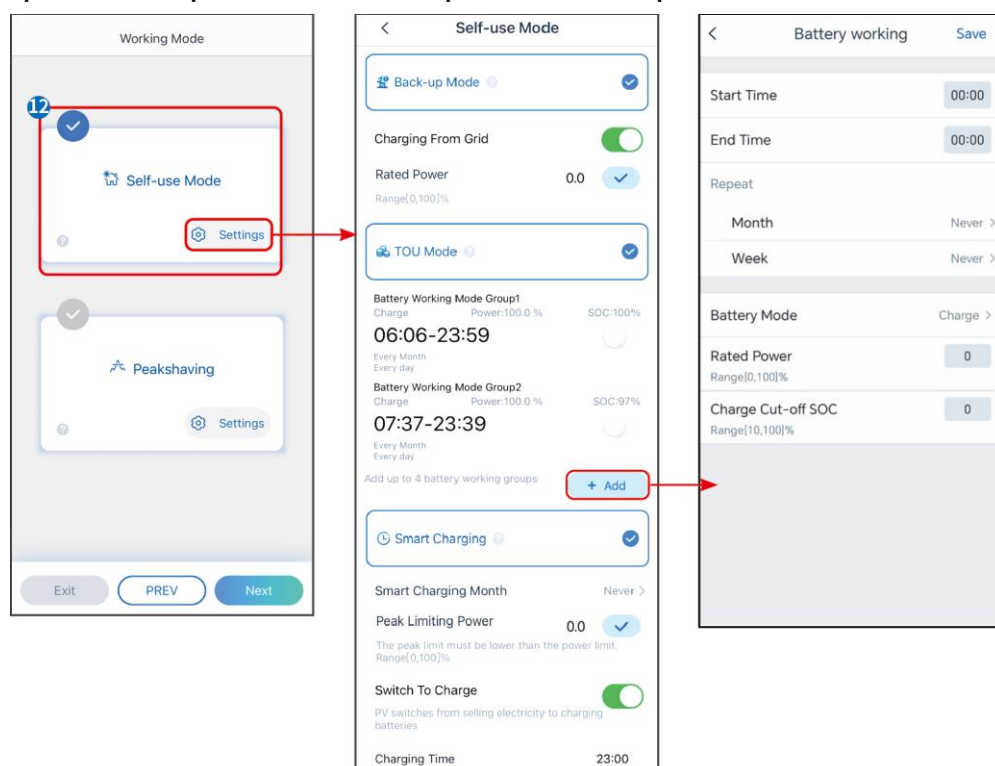 Working Mode
12
Self-use Mode
Settings
Peakshaving
Settings
Exit
PREV
Next
Self-use Mode
Back-up Mode
Charging From Grid
Rated Power 0.0
Range[0,100]%
TOU Mode
Battery Working Mode Group1
Charge Power:100.0 % SOC:100%
06:06-23:59
Every Month
Every day
Battery Working Mode Group2
Charge Power:100.0 % SOC:97%
07:37-23:39
Every Month
Every day
Add up to 4 battery working groups
+ Add
Smart Charging
Smart Charging Month Never >
Peak Limiting Power 0.0
The peak limit must be lower than the power limit.
Range[0,100]%
Switch To Charge
PV switches from selling electricity to charging
batteries
Charging Time 23:00
< Battery working Save
Start Time 00:00
End Time 00:00
Repeat
Month Never >
Week Never >
Battery Mode Charge >
Rated Power 0
Range[0,100]%
Charge Cut-off SOC 0
Range[10,100]%